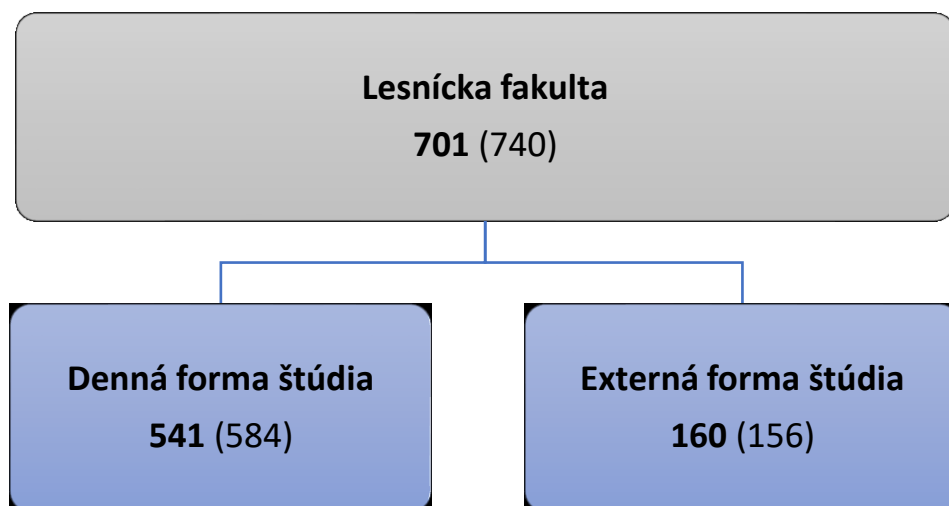 Lesnícka fakulta
701 (740)
Denná forma štúdia
541 (584)
Externá forma štúdia
160 (156)